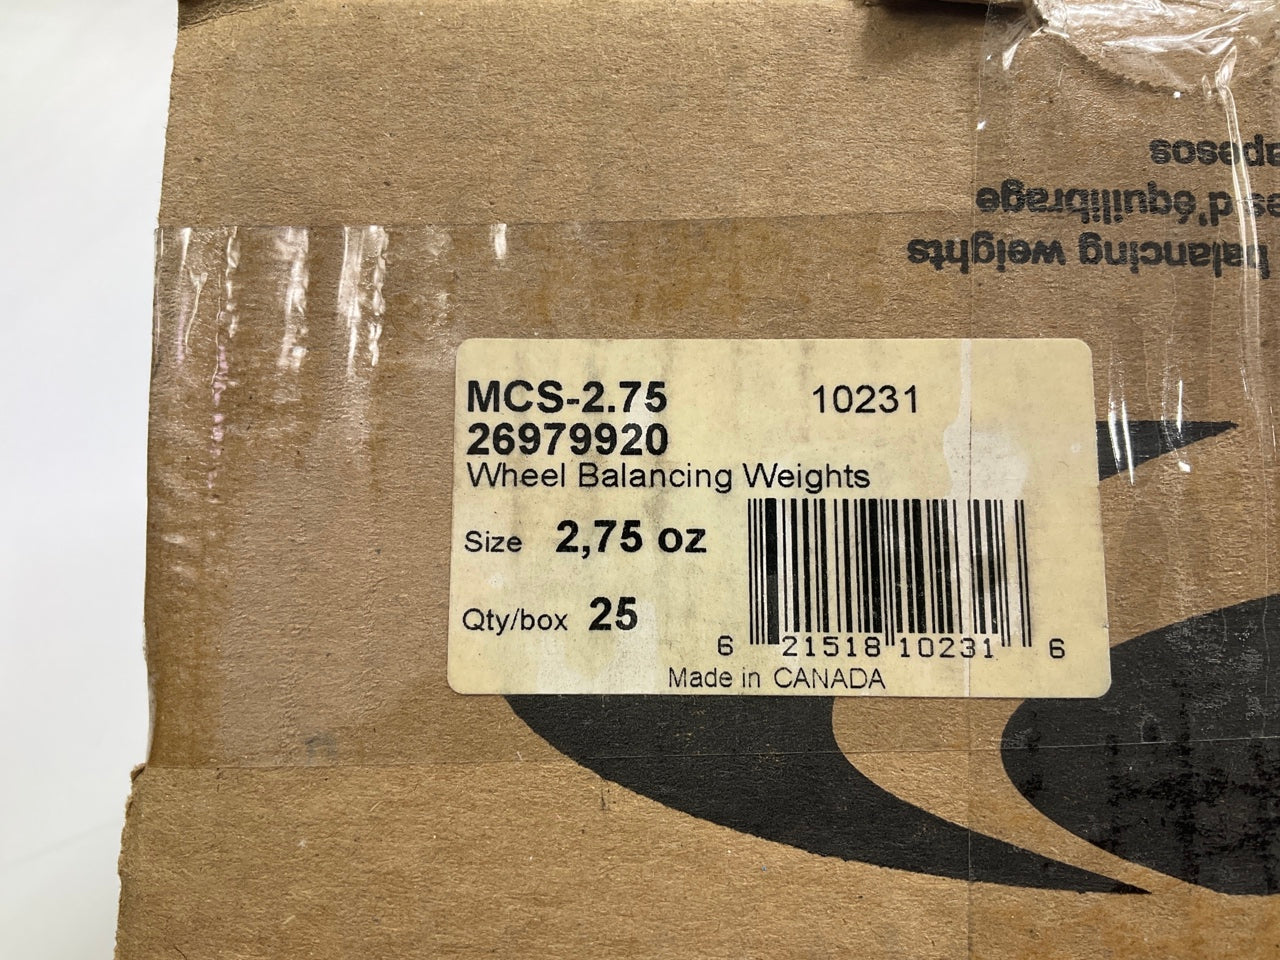 MCS-2.75 10231
26979920
Wheel Balancing Weights
Size 2,75 oz
Qty/box 25
6 21518 10231 6
Made in CANADA
balancing weights
d'équilibrage